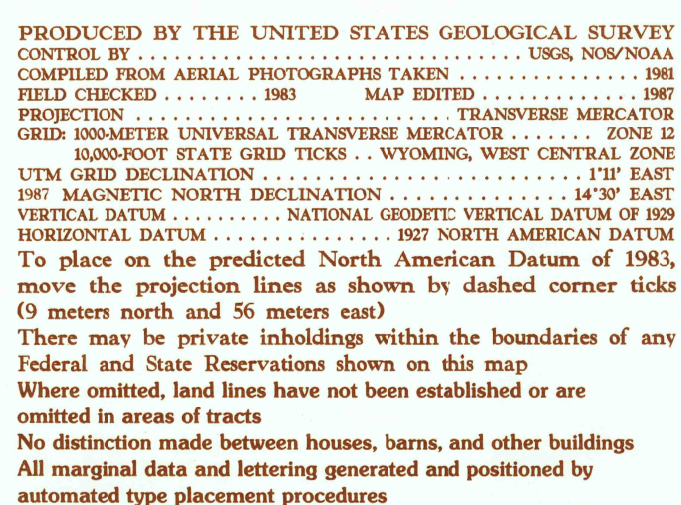 PRODUCED BY THE UNITED STATES GEOLOGICAL SURVEY
CONTROL BY . . . . . . . . . . . . . . . . . . . . . . . . . . . . . . . . . . USGS, NOS/NOAA
COMPILED FROM AERIAL PHOTOGRAPHS TAKEN . . . . . . . . . . . . . . . 1981
FIELD CHECKED . . . . . . . . 1983 MAP EDITED . . . . . . . . . . . . . 1987
PROJECTION . . . . . . . . . . . . . . . . . . . . . . . . . . . TRANSVERSE MERCATOR
GRID: 1000-METER UNIVERSAL TRANSVERSE MERCATOR . . . . . . . ZONE 12
10,000-FOOT STATE GRID TICKS . . WYOMING, WEST CENTRAL ZONE
UTM GRID DECLINATION . . . . . . . . . . . . . . . . . . . . . . . . . . . 1°11' EAST
1987 MAGNETIC NORTH DECLINATION . . . . . . . . . . . . . . . 14°30' EAST
VERTICAL DATUM . . . . . . . . . . NATIONAL GEODETIC VERTICAL DATUM OF 1929
HORIZONTAL DATUM . . . . . . . . . . . . . . . 1927 NORTH AMERICAN DATUM
To place on the predicted North American Datum of 1983,
move the projection lines as shown by dashed corner ticks
(9 meters north and 56 meters east)
There may be private inholdings within the boundaries of any
Federal and State Reservations shown on this map
Where omitted, land lines have not been established or are
omitted in areas of tracts
No distinction made between houses, barns, and other buildings
All marginal data and lettering generated and positioned by
automated type placement procedures